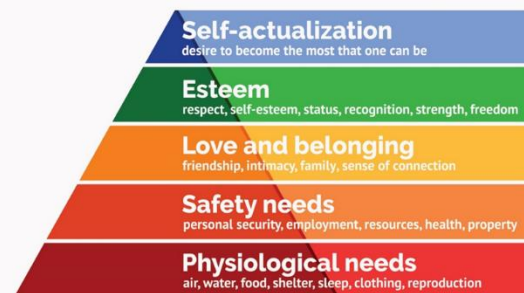 Self-actualization
desire to become the most that one can be
Esteem
respect, self-esteem, status, recognition, strength, freedom
Love and belonging
friendship, intimacy, family, sense of connection
Safety needs
personal security, employment, resources, health, property
Physiological needs
air, water, food, shelter, sleep, clothing, reproduction